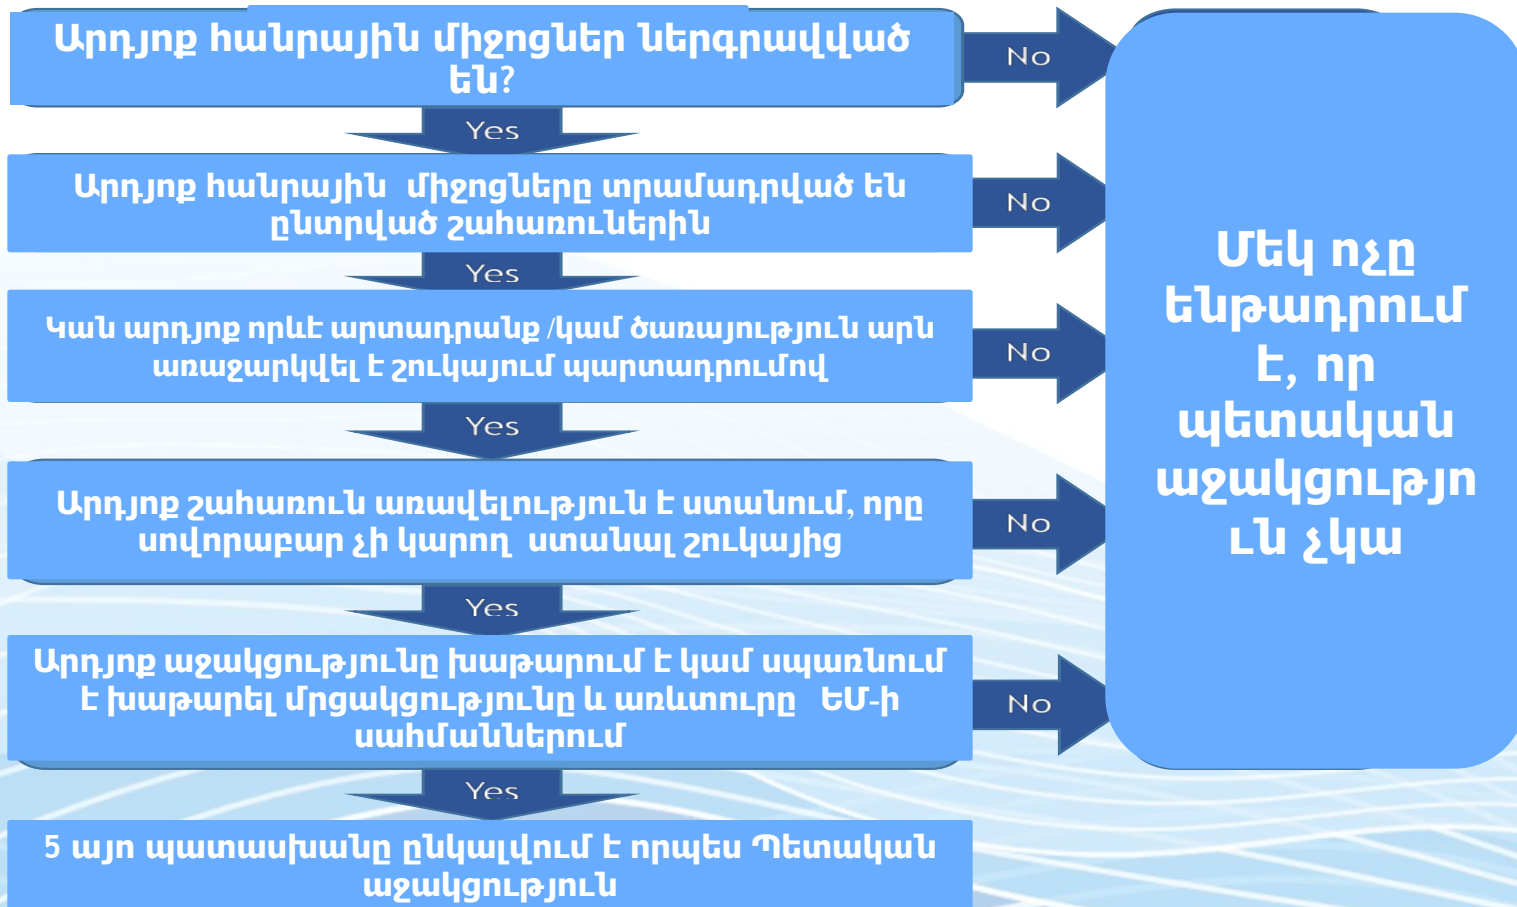 Արդյոք հանրային միջոցներ ներգրավված
են?
No
Yes
Արդյոք հանրային միջոցները տրամադրված են
ընտրված շահառուներին
No
Yes
Կան արդյոք որևէ արտադրանք /կամ ծառայություն արն
առաջարկվել է շուկայում պարտադրումով
No
Yes
Արդյոք շահառուն առավելություն է ստանում, որը
սովորաբար չի կարող ստանալ շուկայից
No
Yes
Արդյոք աջակցությունը խաթարում է կամ սպառնում
է խաթարել մրցակցությունը և առևտուրը ԵՄ-ի
սահմաններում
No
Yes
5 այո պատասխանը ընկալվում է որպես Պետական
աջակցություն
Մեկ ոչը
ենթադրում
է, որ
պետական
աջակցությո
ւն չկա